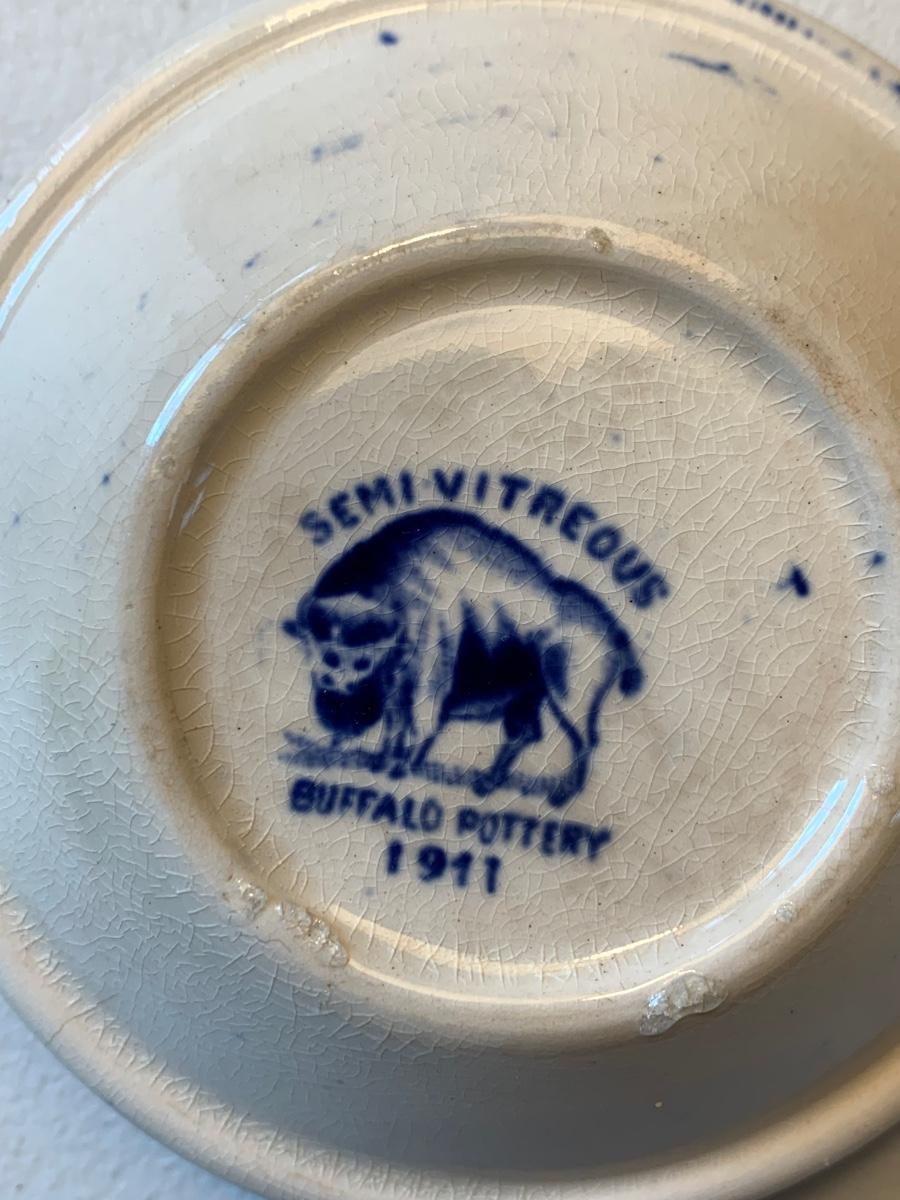 SEMI-VITREOUS
BUFFALO POTTERY
1911